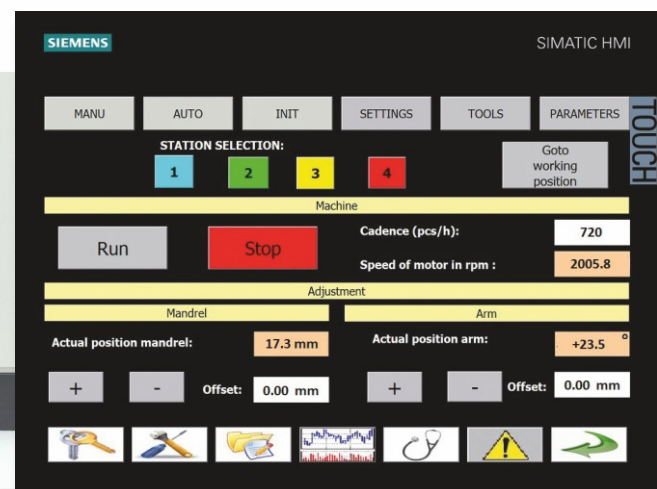 SIEMENS
SIMATIC HMI
TOUCH
MANU
AUTO
INIT
SETTINGS
TOOLS
PARAMETERS
STATION SELECTION:
1
2
3
4
Goto
working
position
Machine
Run
Stop
Cadence (pcs/h):
720
Speed of motor in rpm :
2005.8
Adjustment
Mandrel
Arm
Actual position mandrel:
17.3 mm
Actual position arm:
+23.5 °
+
-
Offset:
0.00 mm
+
-
Offset:
0.00 mm